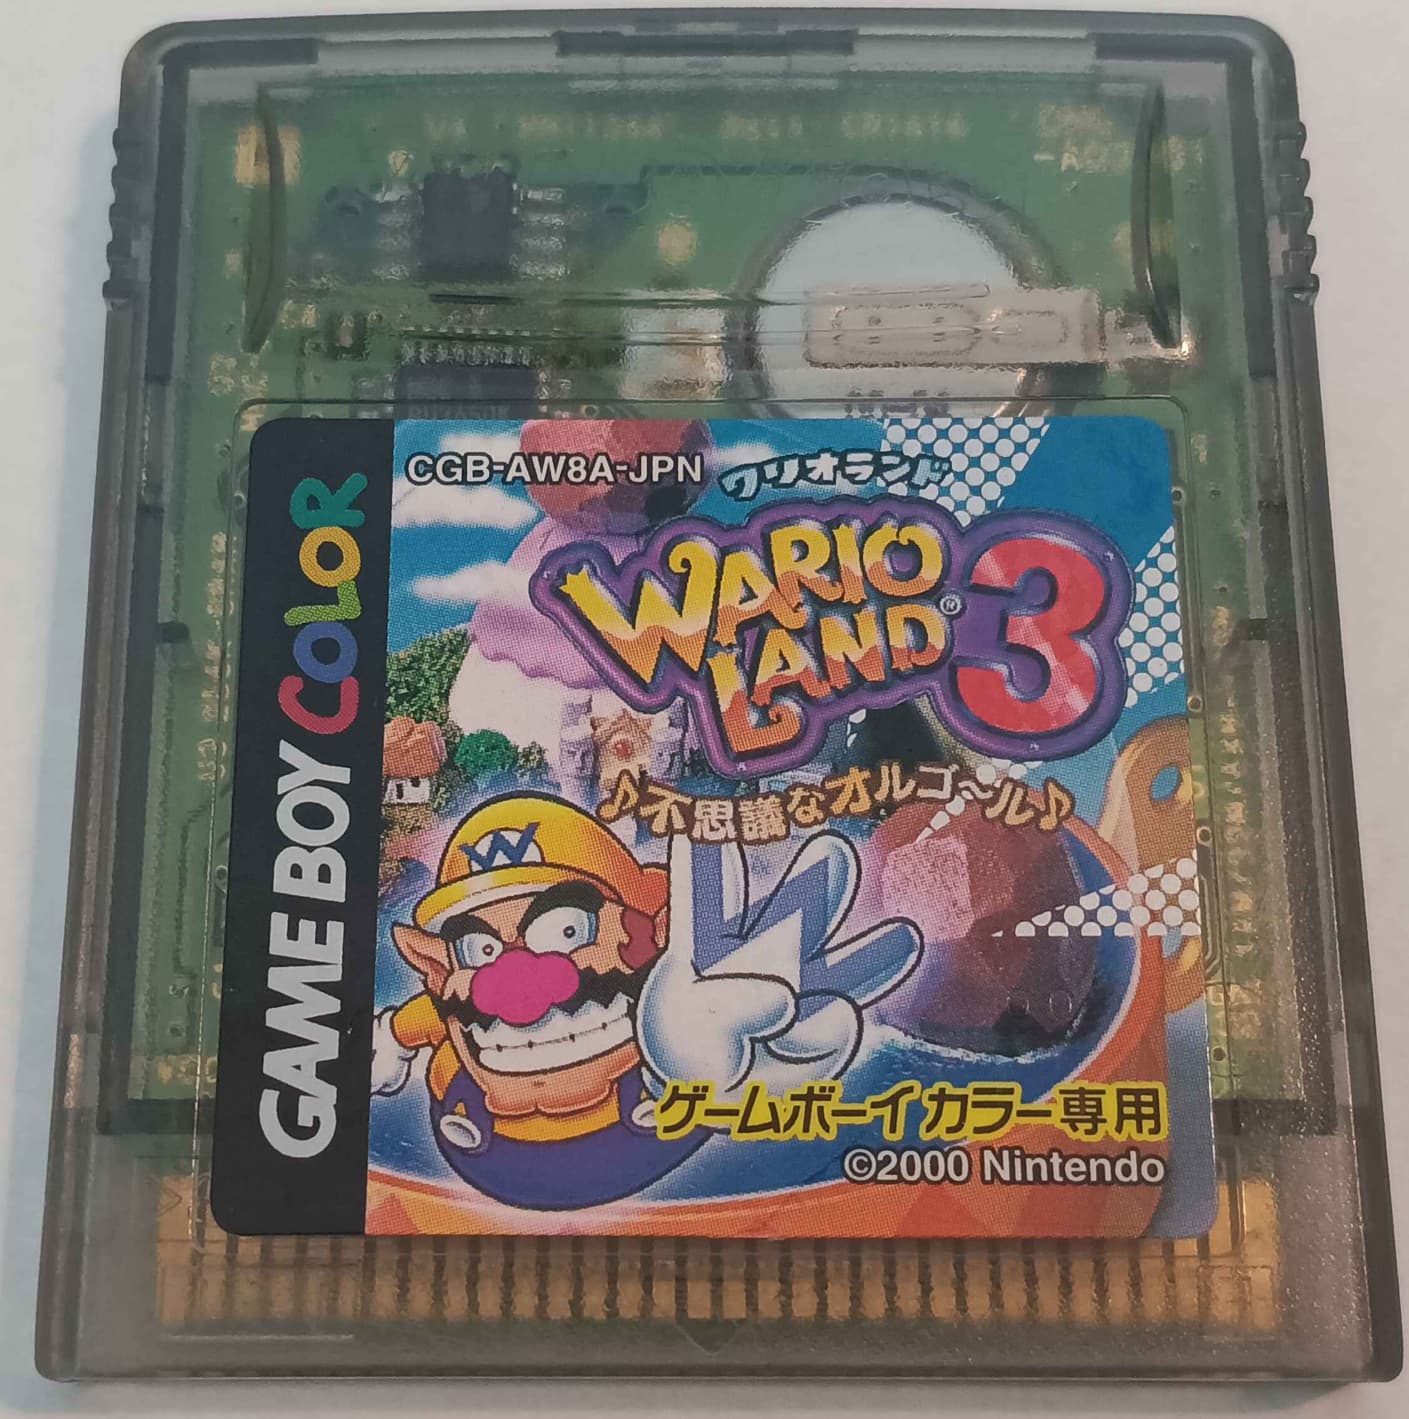 CGB-AW8A-JPN
ワリオランド
WARIO
LAND® 3
♪不思議なオルゴ〜ル♪
W
ゲームボーイカラー専用
©2000 Nintendo
GAME BOY COLOR